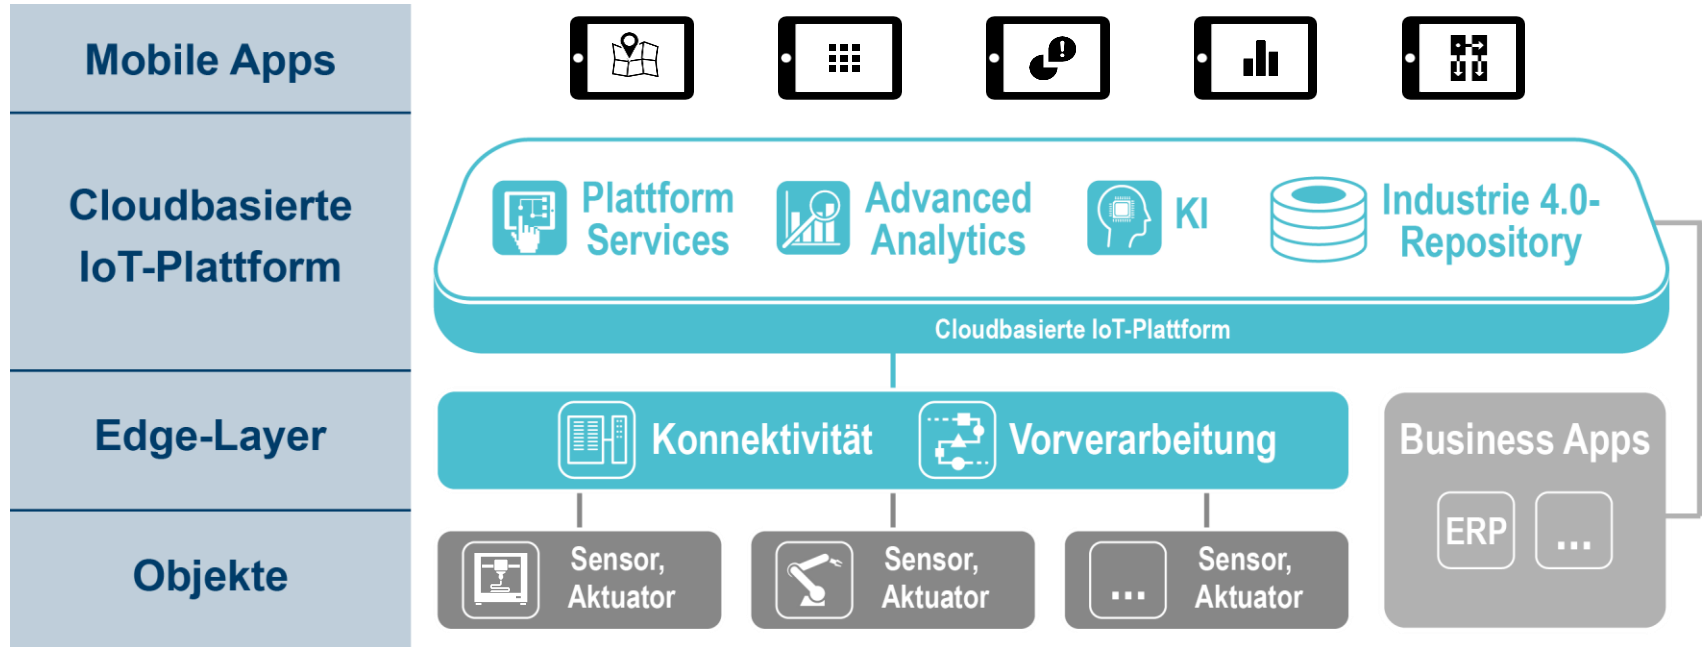 Mobile Apps
Cloudbasierte
IoT-Plattform
Plattform
Services
Advanced
Analytics
KI
Industrie 4.0-
Repository
Cloudbasierte IoT-Plattform
Edge-Layer
Konnektivität
Vorverarbeitung
Business Apps
ERP
...
Objekte
Sensor,
Aktuator
Sensor,
Aktuator
...
Sensor,
Aktuator